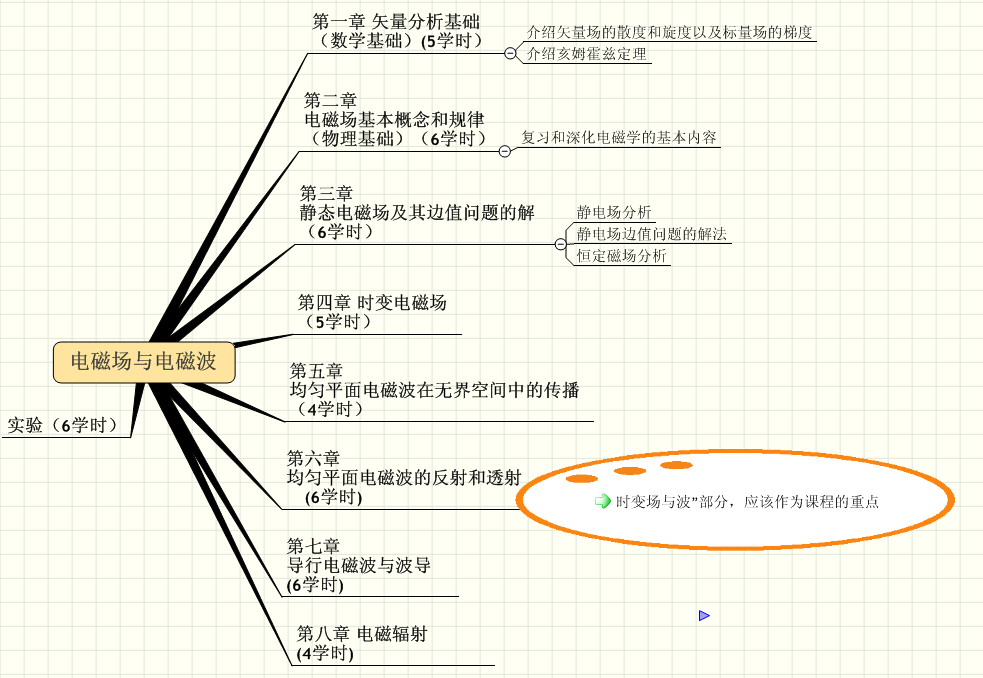 第一章 矢量分析基础
（数学基础）(5学时）
介绍矢量场的散度和旋度以及标量场的梯度
介绍亥姆霍兹定理
第二章
电磁场基本概念和规律
（物理基础）（6学时）
复习和深化电磁学的基本内容
第三章
静态电磁场及其边值问题的解
（6学时）
静电场分析
静电场边值问题的解法
恒定磁场分析
第四章 时变电磁场
（5学时）
电磁场与电磁波
第五章
均匀平面电磁波在无界空间中的传播
（4学时）
实验（6学时）
第六章
均匀平面电磁波的反射和透射
(6学时)
时变场与波”部分，应该作为课程的重点
第七章
导行电磁波与波导
(6学时)
第八章 电磁辐射
(4学时)